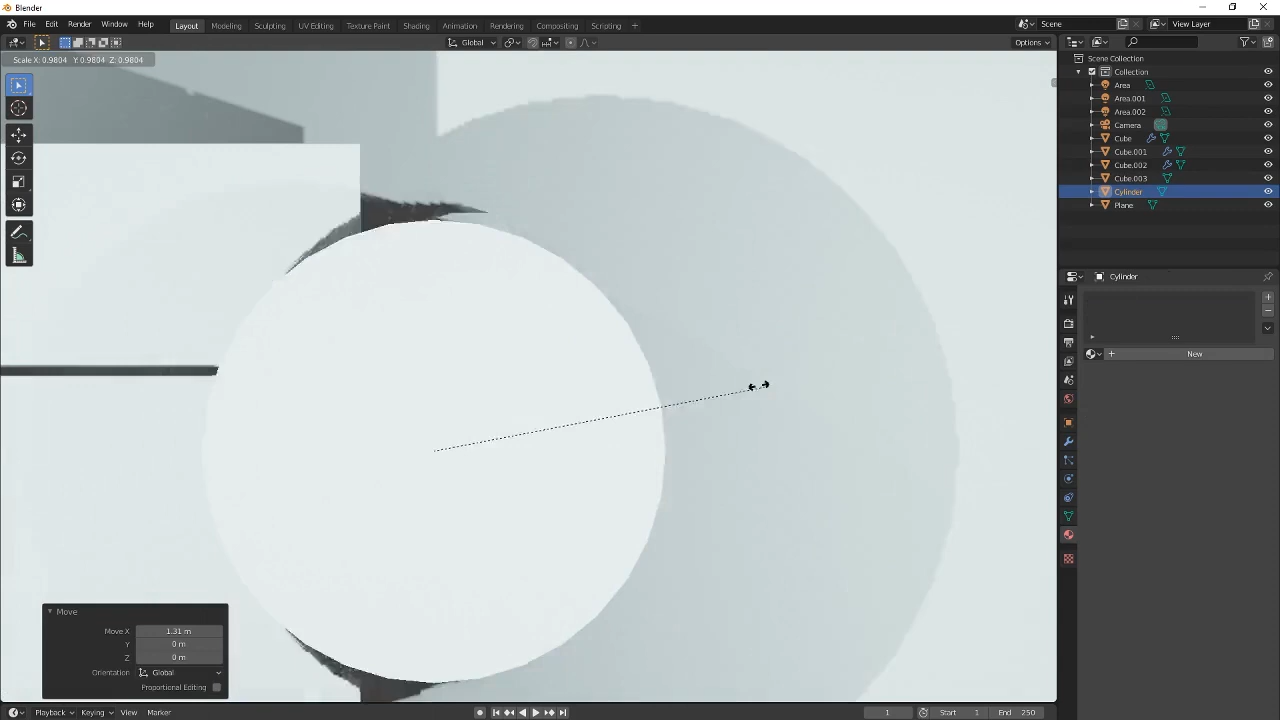 Blender
File Edit Render Window Help Layout Modeling Sculpting UV Editing Texture Paint Shading Animation Rendering Compositing Scripting + Scene View Layer
Global Options
Scale X: 0.9804 Y: 0.9804 Z: 0.9804
Scene Collection
Collection
Area
Area.001
Area.002
Camera
Cube
Cube.001
Cube.002
Cube.003
Cylinder
Plane
Cylinder
New
Move
Move X 1.31 m
Y 0 m
Z 0 m
Orientation Global
Proportional Editing
Playback Keying View Marker 1 Start 1 End 250